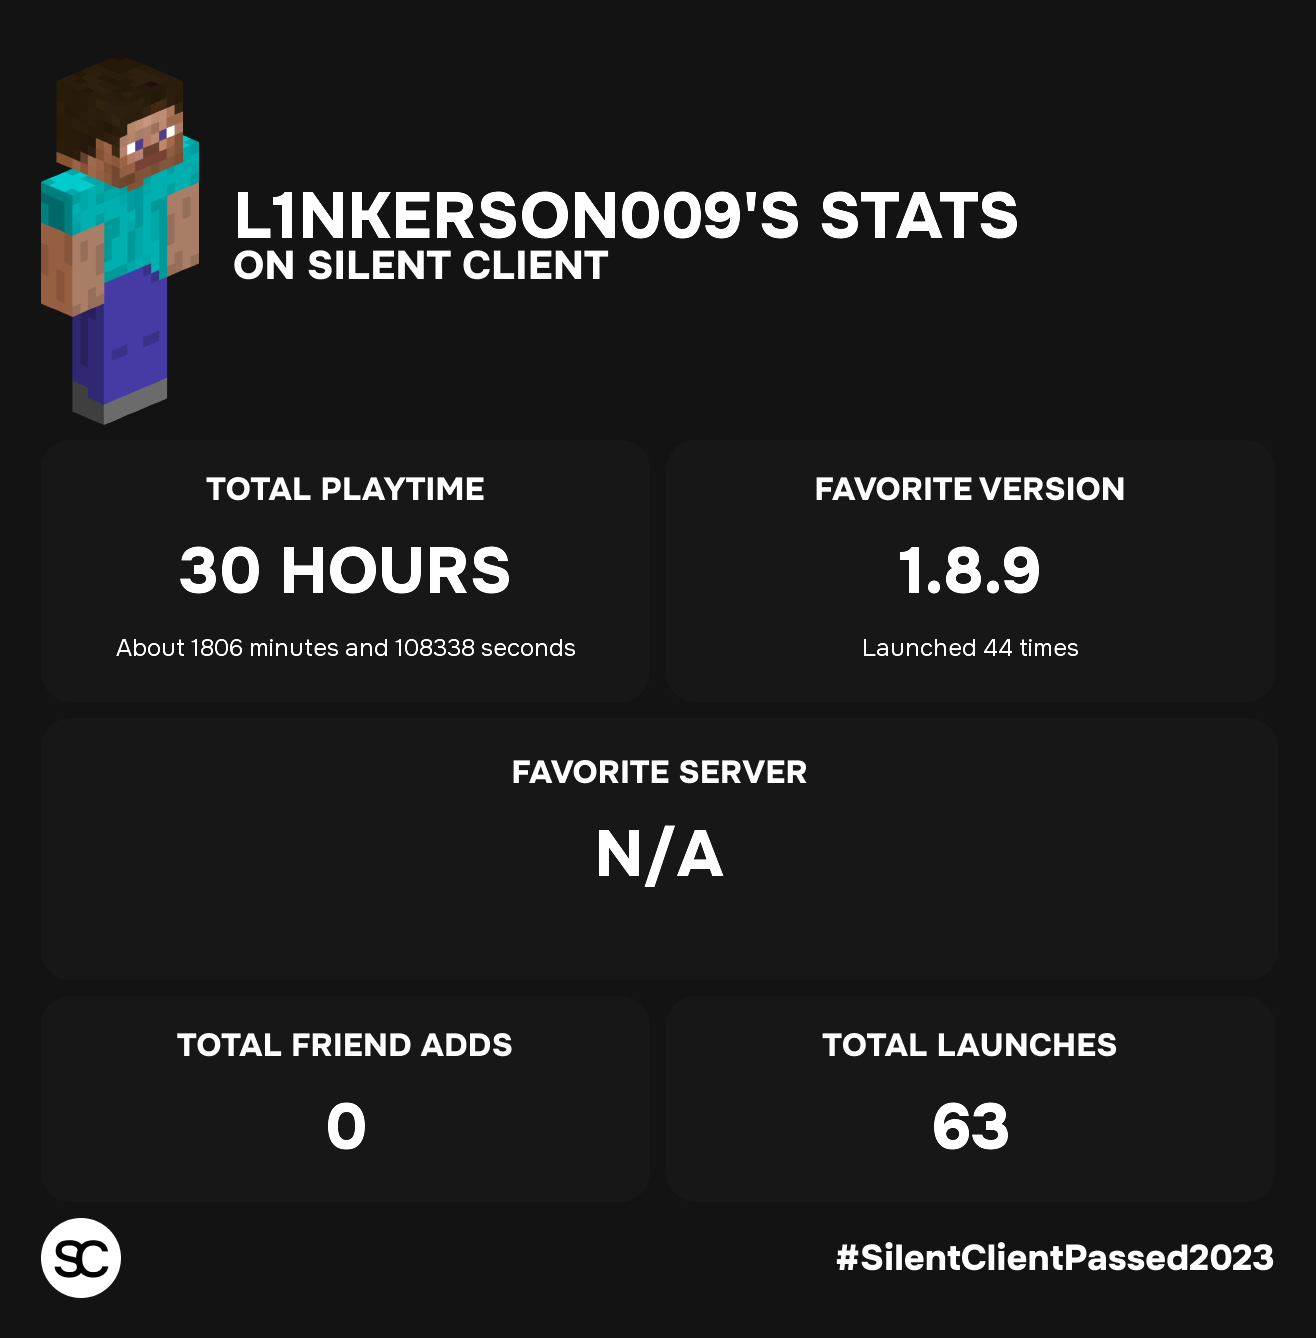 L1NKERSON009'S STATS
ON SILENT CLIENT
TOTAL PLAYTIME
30 HOURS
About 1806 minutes and 108338 seconds
FAVORITE VERSION
1.8.9
Launched 44 times
FAVORITE SERVER
N/A
TOTAL FRIEND ADDS
0
TOTAL LAUNCHES
63
SC
#SilentClientPassed2023